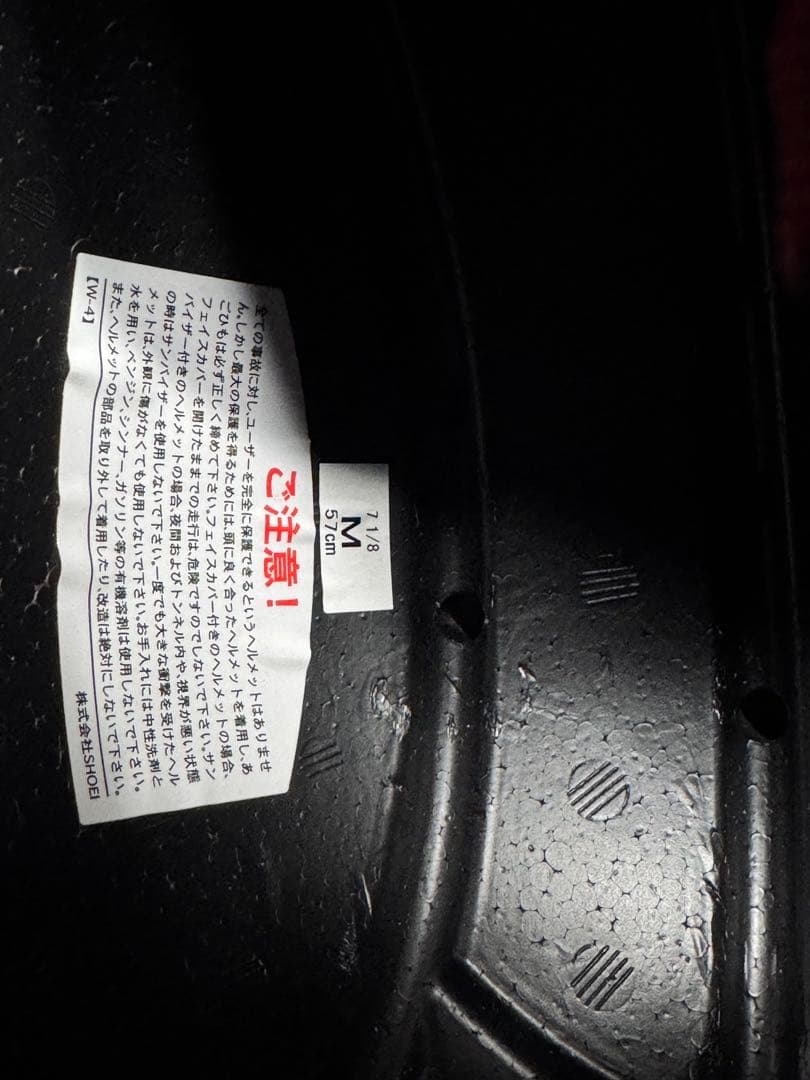 7 1/8
M
57cm
ご注意!
全ての事故に対し、ユーザーを完全に保護できるというヘルメットはありませ
ん。しかし最大の保護を得るためには、頭に良く合ったヘルメットを着用し、あ
ごひもは必ず正しく締めて下さい。フェイスカバー付きのヘルメットの場合、
フェイスカバーを開けたままでの走行は、危険ですのでしないで下さい。サン
バイザー付きのヘルメットの場合、夜間およびトンネル内や、視界が悪い状態
の時はサンバイザーを使用しないで下さい。一度でも大きな衝撃を受けたヘル
メットは、外観に傷がなくても使用しないで下さい。お手入れには中性洗剤と
水を用い、ベンジン、シンナー、ガソリン等の有機溶剤は使用しないで下さい。
また、ヘルメットの部品を取り外して着用したり、改造は絶対にしないで下さい。
【W-4】 株式会社SHOEI